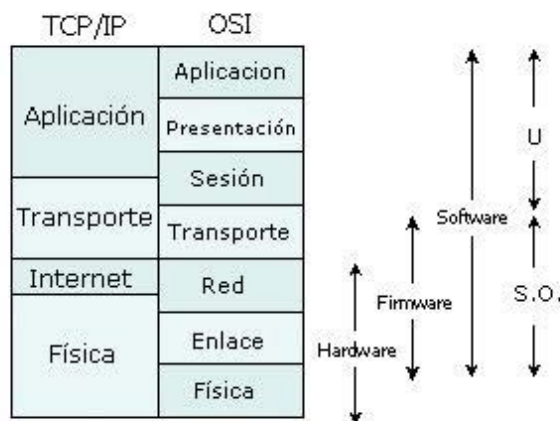 TCP/IP
OSI
Aplicación
Transporte
Internet
Física
Aplicacion
Presentación
Sesión
Transporte
Red
Enlace
Física
Hardware
Firmware
Software
U
S.O.